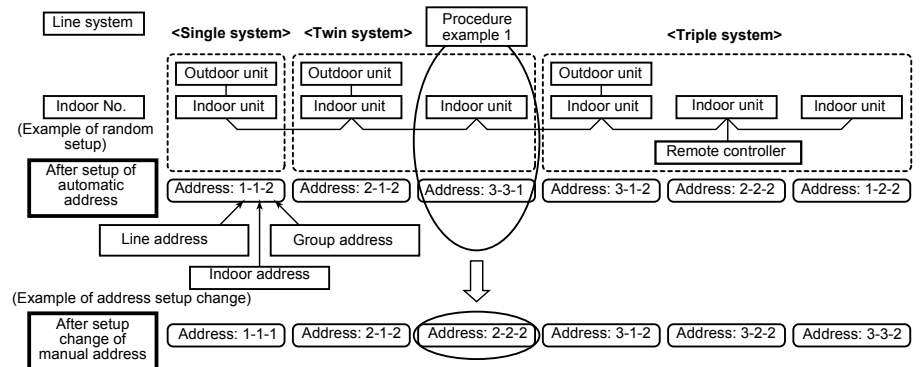 Line system
<Single system>
<Twin system>
Procedure
example 1
<Triple system>
Outdoor unit
Outdoor unit
Outdoor unit
Indoor No.
Indoor unit
Indoor unit
Indoor unit
Indoor unit
Indoor unit
Indoor unit
(Example of random
setup)
Remote controller
After setup of
automatic
address
Address: 1-1-2
Address: 2-1-2
Address: 3-3-1
Address: 3-1-2
Address: 2-2-2
Address: 1-2-2
Line address
Group address
Indoor address
(Example of address setup change)
After setup
change of
manual address
Address: 1-1-1
Address: 2-1-2
Address: 2-2-2
Address: 3-1-2
Address: 3-2-2
Address: 3-3-2